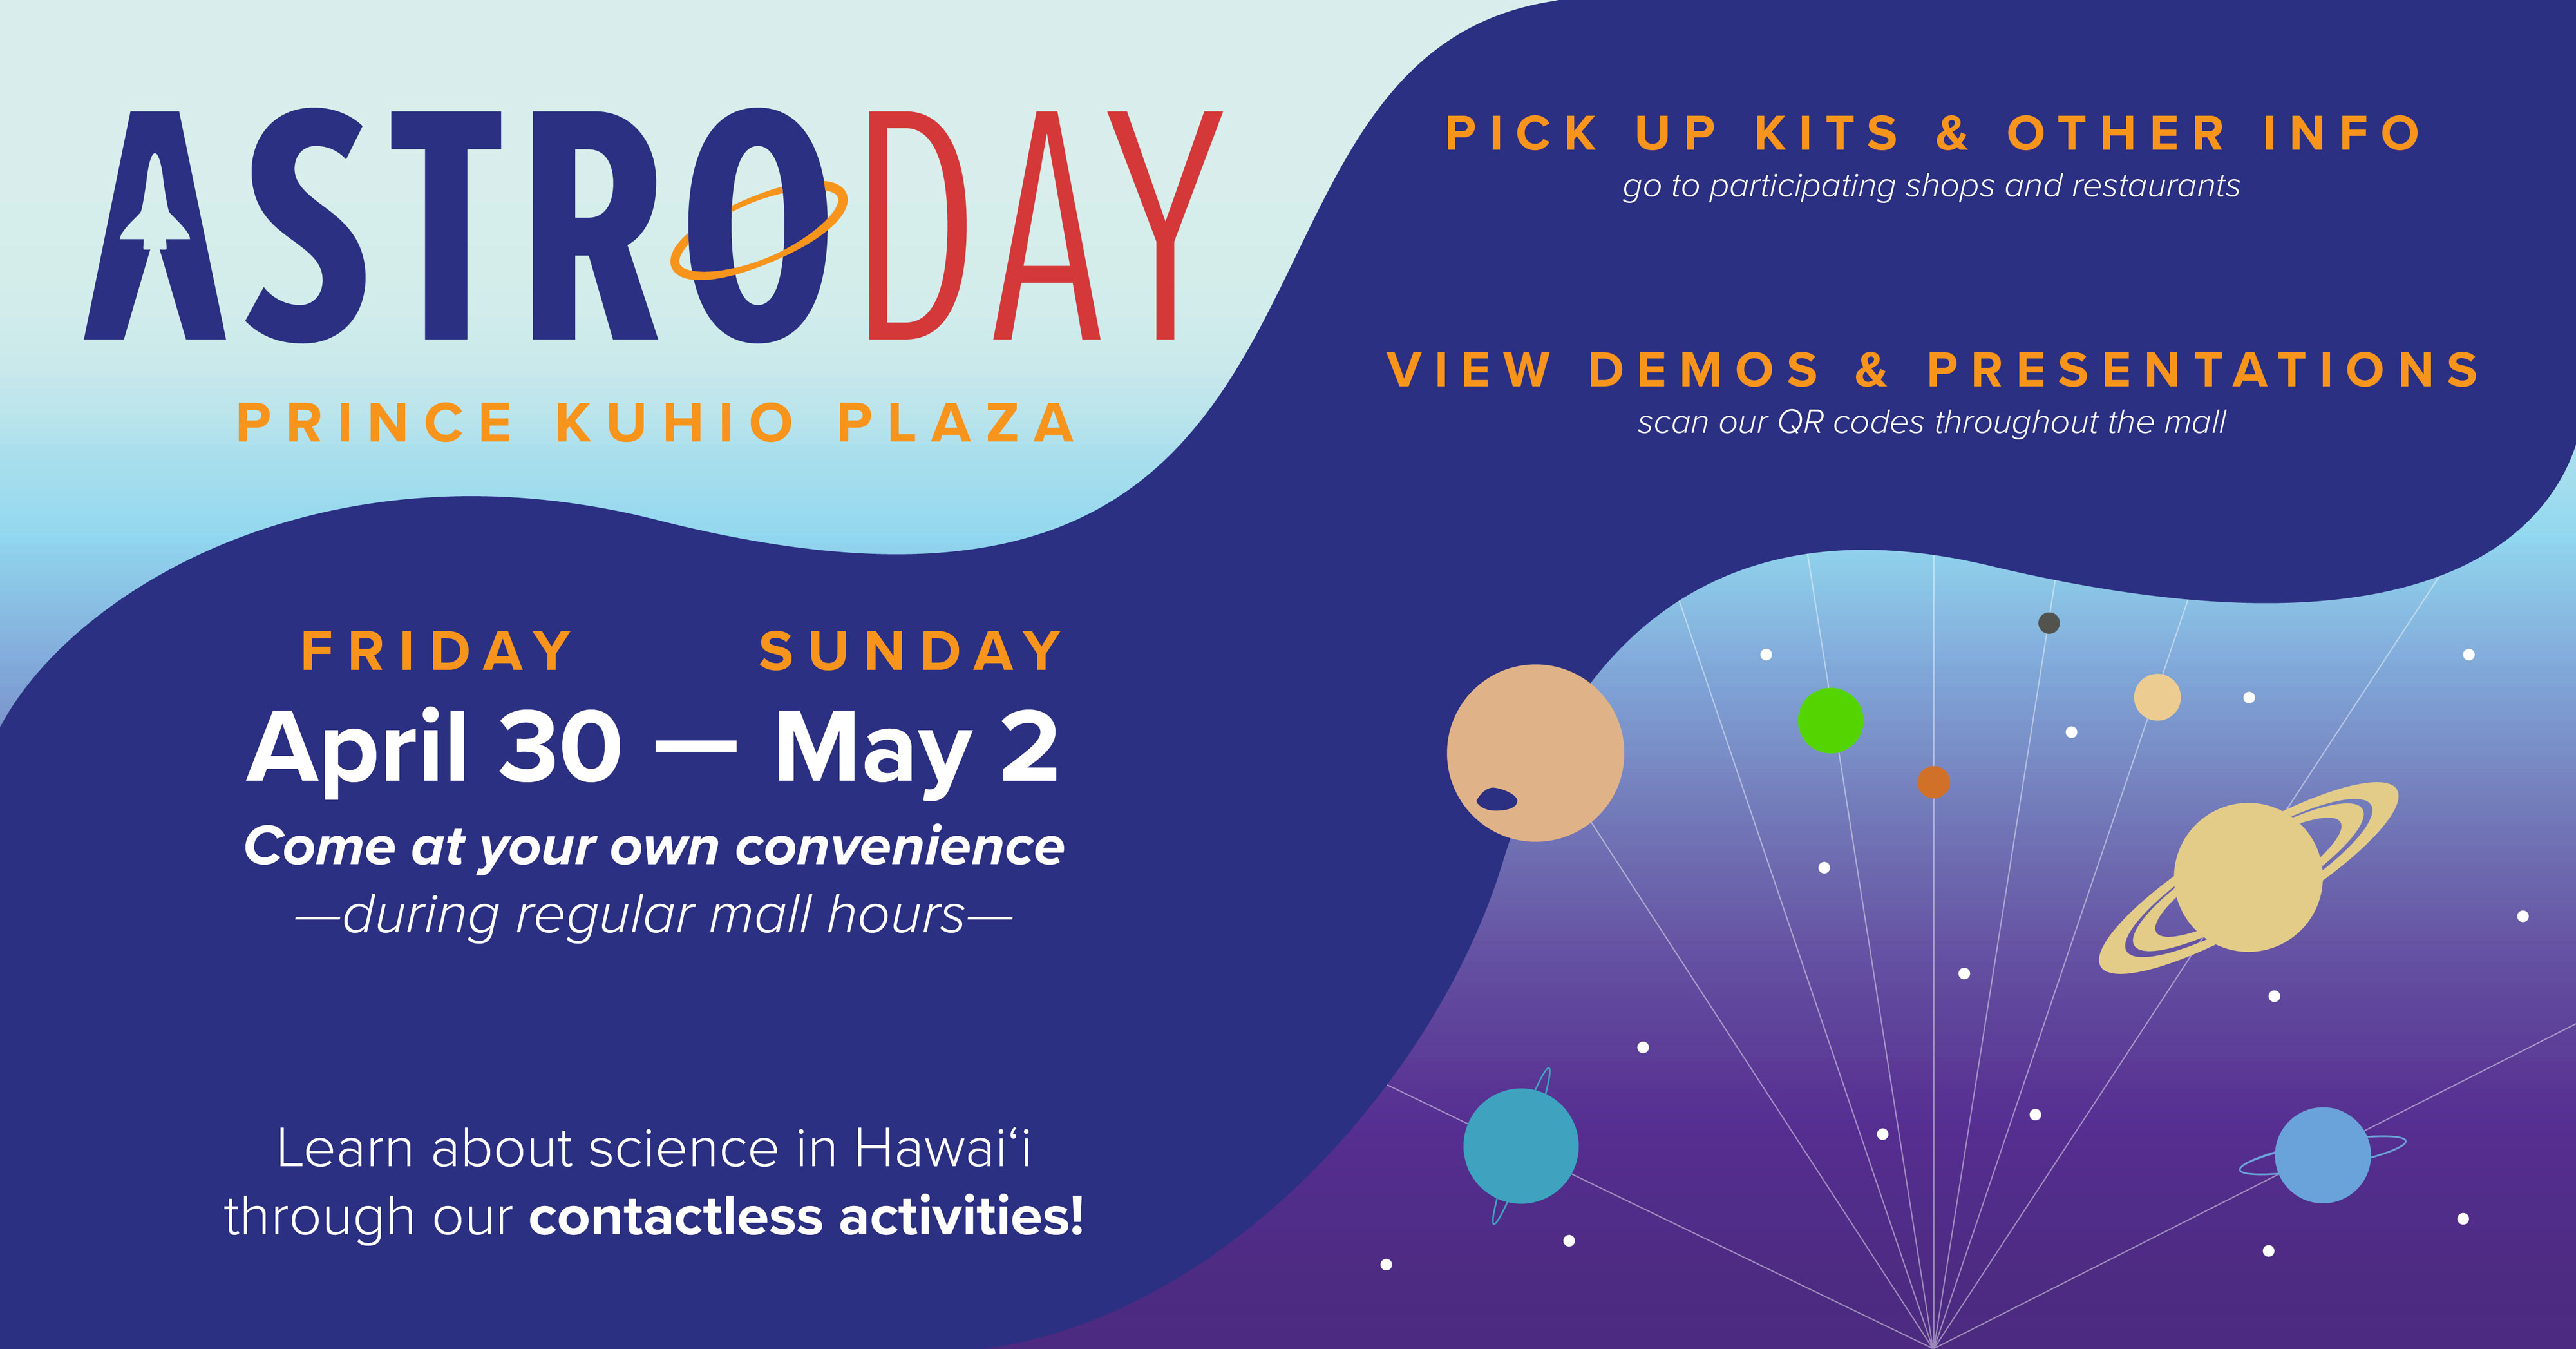 ASTRODAY
PRINCE KUHIO PLAZA
FRIDAY SUNDAY
April 30 — May 2
Come at your own convenience
—during regular mall hours—
Learn about science in Hawaiʻi
through our contactless activities!
PICK UP KITS & OTHER INFO
go to participating shops and restaurants
VIEW DEMOS & PRESENTATIONS
scan our QR codes throughout the mall